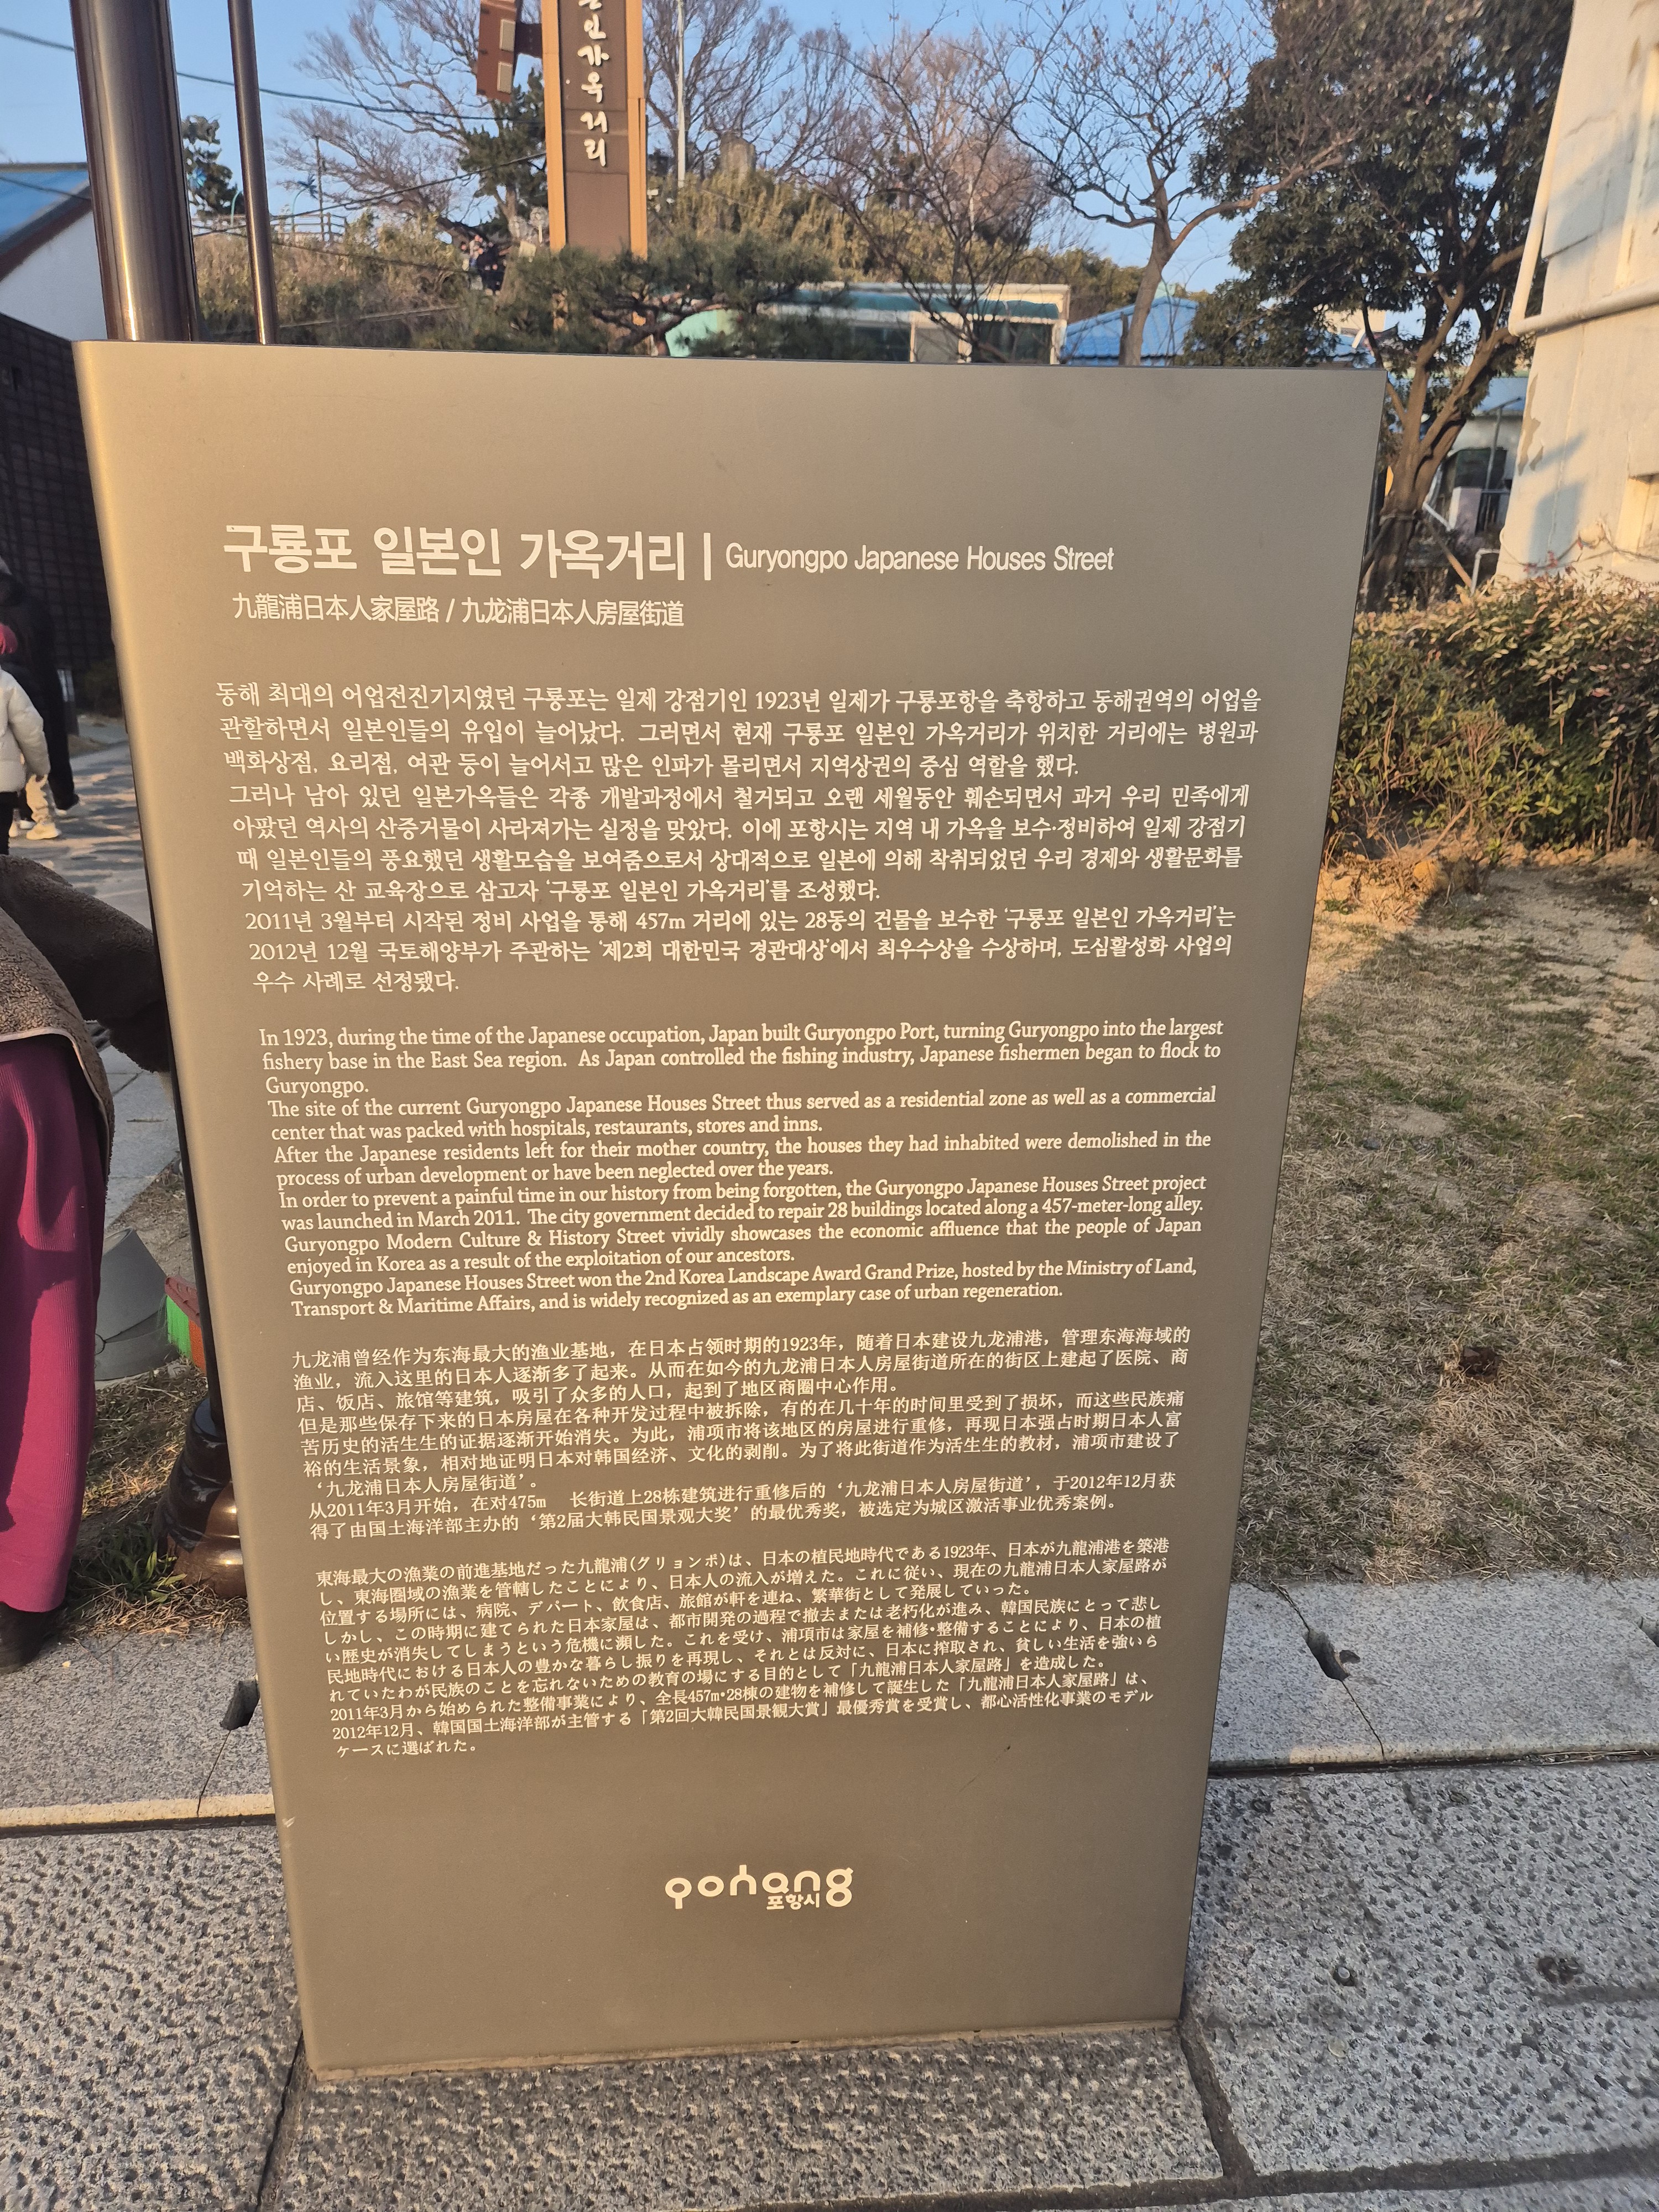 본인가옥거리
구룡포 일본인 가옥거리 | Guryongpo Japanese Houses Street
九龍浦日本人家屋路 / 九龙浦日本人房屋街道
동해 최대의 어업전진기지였던 구룡포는 일제 강점기인 1923년 일제가 구룡포항을 축항하고 동해권역의 어업을
관할하면서 일본인들의 유입이 늘어났다. 그러면서 현재 구룡포 일본인 가옥거리가 위치한 거리에는 병원과
백화상점, 요리점, 여관 등이 늘어서고 많은 인파가 몰리면서 지역상권의 중심 역할을 했다.
그러나 남아 있던 일본가옥들은 각종 개발과정에서 철거되고 오랜 세월동안 훼손되면서 과거 우리 민족에게
아팠던 역사의 산증거물이 사라져가는 실정을 맞았다. 이에 포항시는 지역 내 가옥을 보수·정비하여 일제 강점기
때 일본인들의 풍요했던 생활모습을 보여줌으로서 상대적으로 일본에 의해 착취되었던 우리 경제와 생활문화를
기억하는 산 교육장으로 삼고자 '구룡포 일본인 가옥거리'를 조성했다.
2011년 3월부터 시작된 정비 사업을 통해 457m 거리에 있는 28동의 건물을 보수한 '구룡포 일본인 가옥거리'는
2012년 12월 국토해양부가 주관하는 '제2회 대한민국 경관대상'에서 최우수상을 수상하며, 도심활성화 사업의
우수 사례로 선정됐다.
In 1923, during the time of the Japanese occupation, Japan built Guryongpo Port, turning Guryongpo into the largest
fishery base in the East Sea region. As Japan controlled the fishing industry, Japanese fishermen began to flock to
Guryongpo.
The site of the current Guryongpo Japanese Houses Street thus served as a residential zone as well as a commercial
center that was packed with hospitals, restaurants, stores and inns.
After the Japanese residents left for their mother country, the houses they had inhabited were demolished in the
process of urban development or have been neglected over the years.
In order to prevent a painful time in our history from being forgotten, the Guryongpo Japanese Houses Street project
was launched in March 2011. The city government decided to repair 28 buildings located along a 457-meter-long alley.
Guryongpo Modern Culture & History Street vividly showcases the economic affluence that the people of Japan
enjoyed in Korea as a result of the exploitation of our ancestors.
Guryongpo Japanese Houses Street won the 2nd Korea Landscape Award Grand Prize, hosted by the Ministry of Land,
Transport & Maritime Affairs, and is widely recognized as an exemplary case of urban regeneration.
九龙浦曾经作为东海最大的渔业基地，在日本占领时期的1923年，随着日本建设九龙浦港，管理东海海域的
渔业，流入这里的日本人逐渐多了起来。从而在如今的九龙浦日本人房屋街道所在的街区上建起了医院、商
店、饭店、旅馆等建筑，吸引了众多的人口，起到了地区商圈中心作用。
但是那些保存下来的日本房屋在各种开发过程中被拆除，有的在几十年的时间里受到了损坏，而这些民族痛
苦历史的活生生的证据逐渐开始消失。为此，浦项市将该地区的房屋进行重修，再现日本强占时期日本人富
裕的生活景象，相对地证明日本对韩国经济、文化的剥削。为了将此街道作为活生生的教材，浦项市建设了
'九龙浦日本人房屋街道'。
从2011年3月开始，在对475m 长街道上28栋建筑进行重修后的 '九龙浦日本人房屋街道'，于2012年12月获
得了由国土海洋部主办的 '第2届大韩民国景观大奖' 的最优秀奖，被选定为城区激活事业优秀案例。
東海最大の漁業の前進基地だった九龍浦(グリョンポ)は、日本の植民地時代である1923年、日本が九龍浦港を築港
し、東海圏域の漁業を管轄したことにより、日本人の流入が増えた。これに従い、現在の九龍浦日本人家屋路が
位置する場所には、病院、デパート、飲食店、旅館が軒を連ね、繁華街として発展していった。
しかし、この時期に建てられた日本家屋は、都市開発の過程で撤去または老朽化が進み、韓国民族にとって悲し
い歴史が消失してしまうという危機に瀕した。これを受け、浦項市は家屋を補修・整備することにより、日本の植
民地時代における日本人の豊かな暮らし振りを再現し、それとは反対に、日本に搾取され、貧しい生活を強いら
れていたわが民族のことを忘れないための教育の場にする目的として「九龍浦日本人家屋路」を造成した。
2011年3月から始められた整備事業により、全長457m・28棟の建物を補修して誕生した「九龍浦日本人家屋路」は、
2012年12月、韓国国土海洋部が主管する「第2回大韓民国景観大賞」最優秀賞を受賞し、都心活性化事業のモデル
ケースに選ばれた。
pohang
포항시